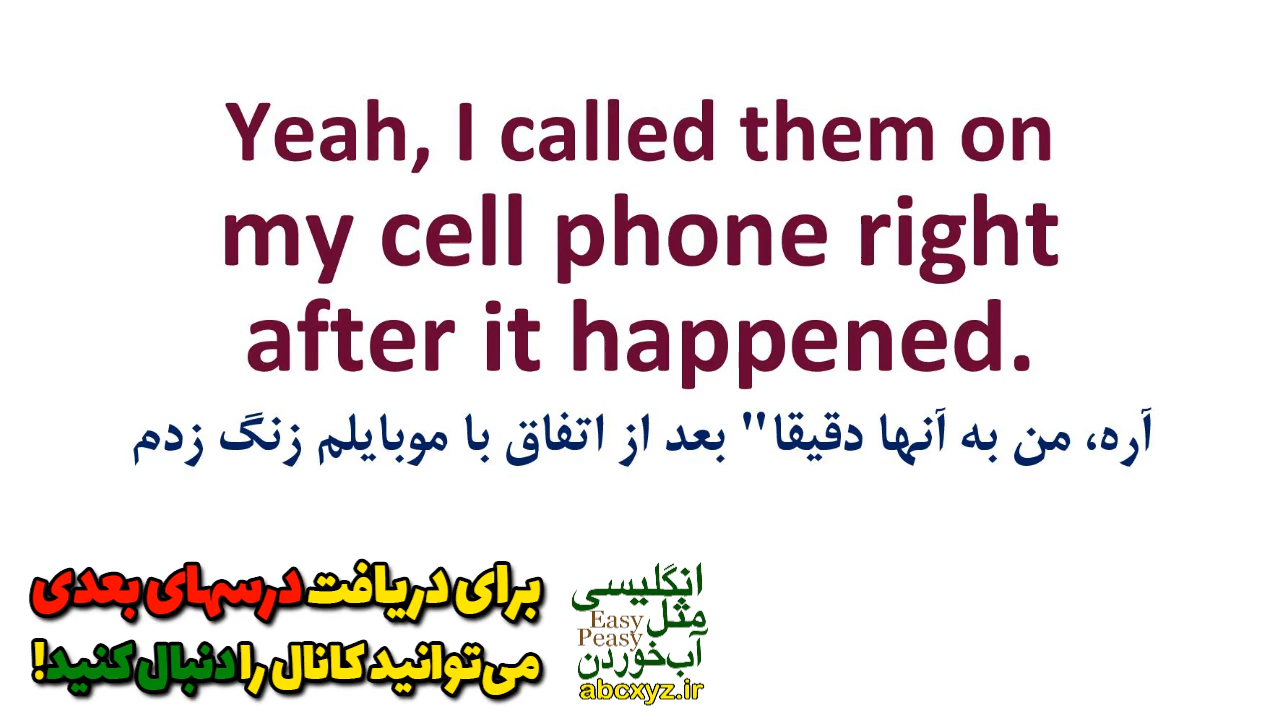 Yeah, I called them on
my cell phone right
after it happened.
آره، من به آنها دقیقا" بعد از اتفاق با موبایلم زنگ زدم
برای دریافت درسهای بعدی
می‌توانید کانال را دنبال کنید!
انگلیسی
مثل
Easy
Peasy
آب‌خوردن
abcxyz.ir